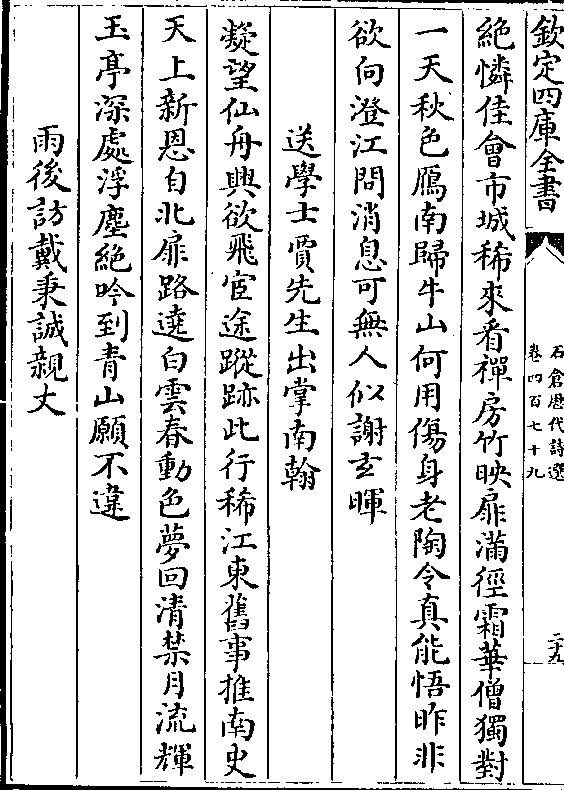 欽定四庫全書
石倉歴代詩選
卷四百七十九
二十九
絶憐佳會市城稀來看禪房竹映扉滿徑霜華僧獨對
一天秋色鴈南歸牛山何用傷身老陶令真能悟昨非
欲向澄江問消息可無人似謝玄暉
送學士賈先生出掌南翰
凝望仙舟興欲飛宦途蹤跡此行稀江東舊事推南史
天上新恩自北扉路遶白雲春動色夢回清禁月流輝
玉亭深處浮塵絶吟到青山願不違
雨後訪戴秉誠親丈